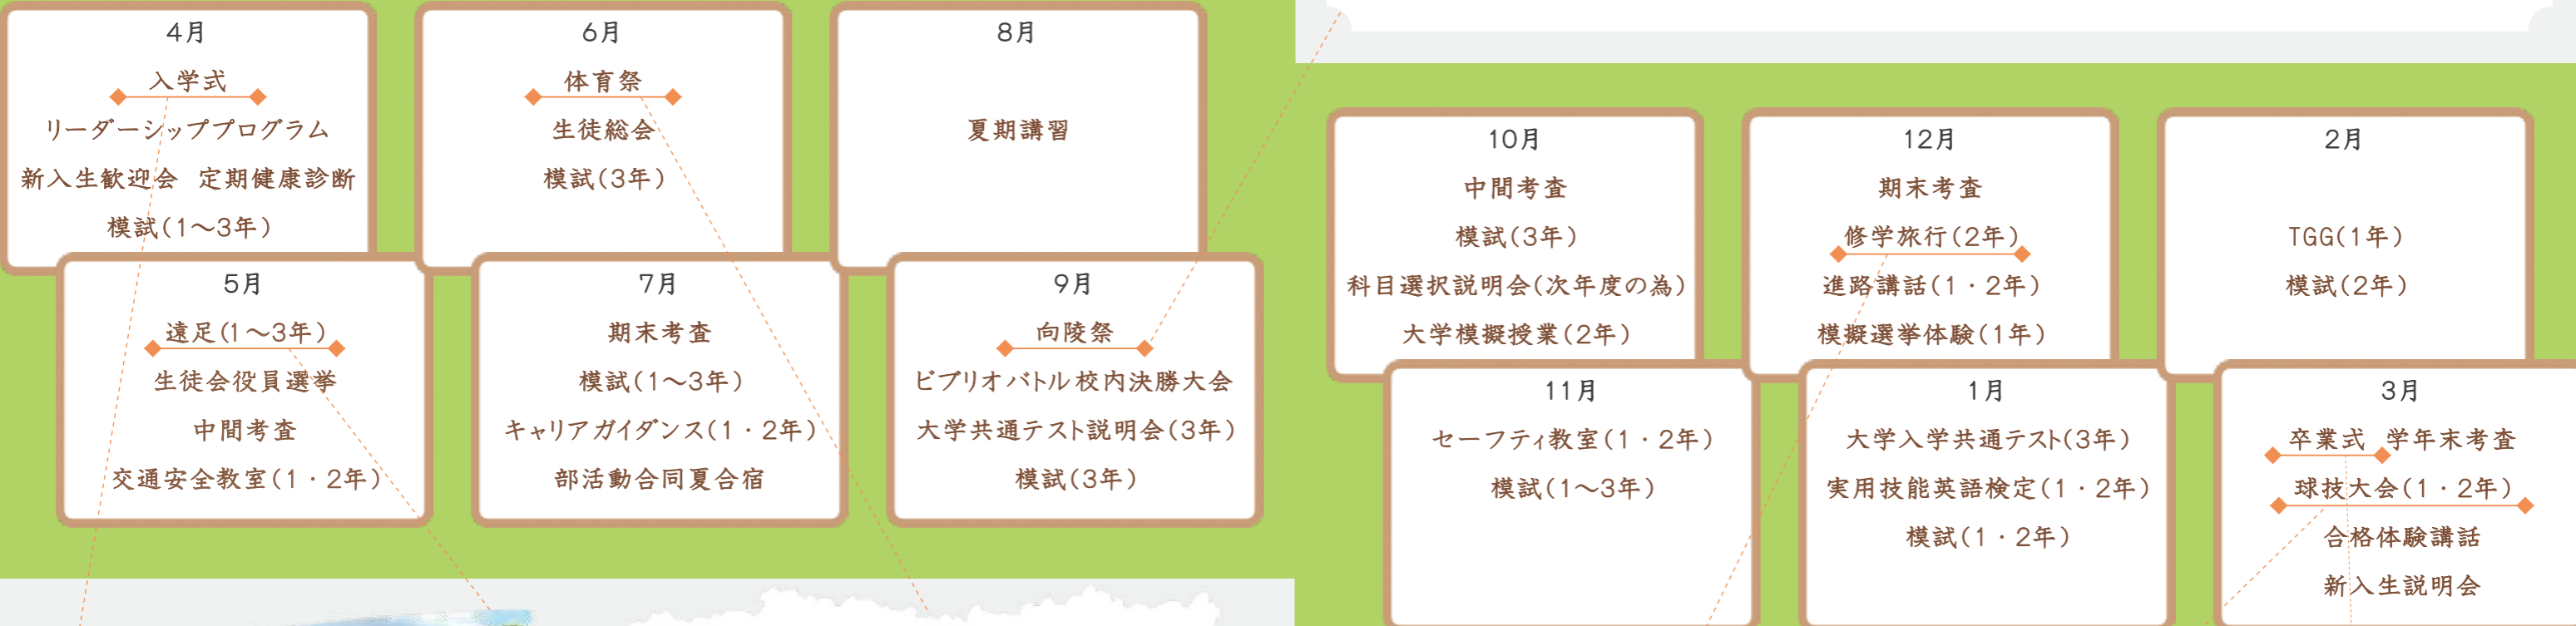 4月
入学式
リーダーシッププログラム
新入生歓迎会　定期健康診断
模試(1～3年)
5月
遠足(1～3年)
生徒会役員選挙
中間考査
交通安全教室(1・2年)
6月
体育祭
生徒総会
模試(3年)
7月
期末考査
模試(1～3年)
キャリアガイダンス(1・2年)
部活動合同夏合宿
8月
夏期講習
9月
向陵祭
ビブリオバトル校内決勝大会
大学共通テスト説明会(3年)
模試(3年)
10月
中間考査
模試(3年)
科目選択説明会(次年度の為)
大学模擬授業(2年)
11月
セーフティ教室(1・2年)
模試(1～3年)
12月
期末考査
修学旅行(2年)
進路講話(1・2年)
模擬選挙体験(1年)
1月
大学入学共通テスト(3年)
実用技能英語検定(1・2年)
模試(1・2年)
2月
TGG(1年)
模試(2年)
3月
卒業式　学年末考査
球技大会(1・2年)
合格体験講話
新入生説明会